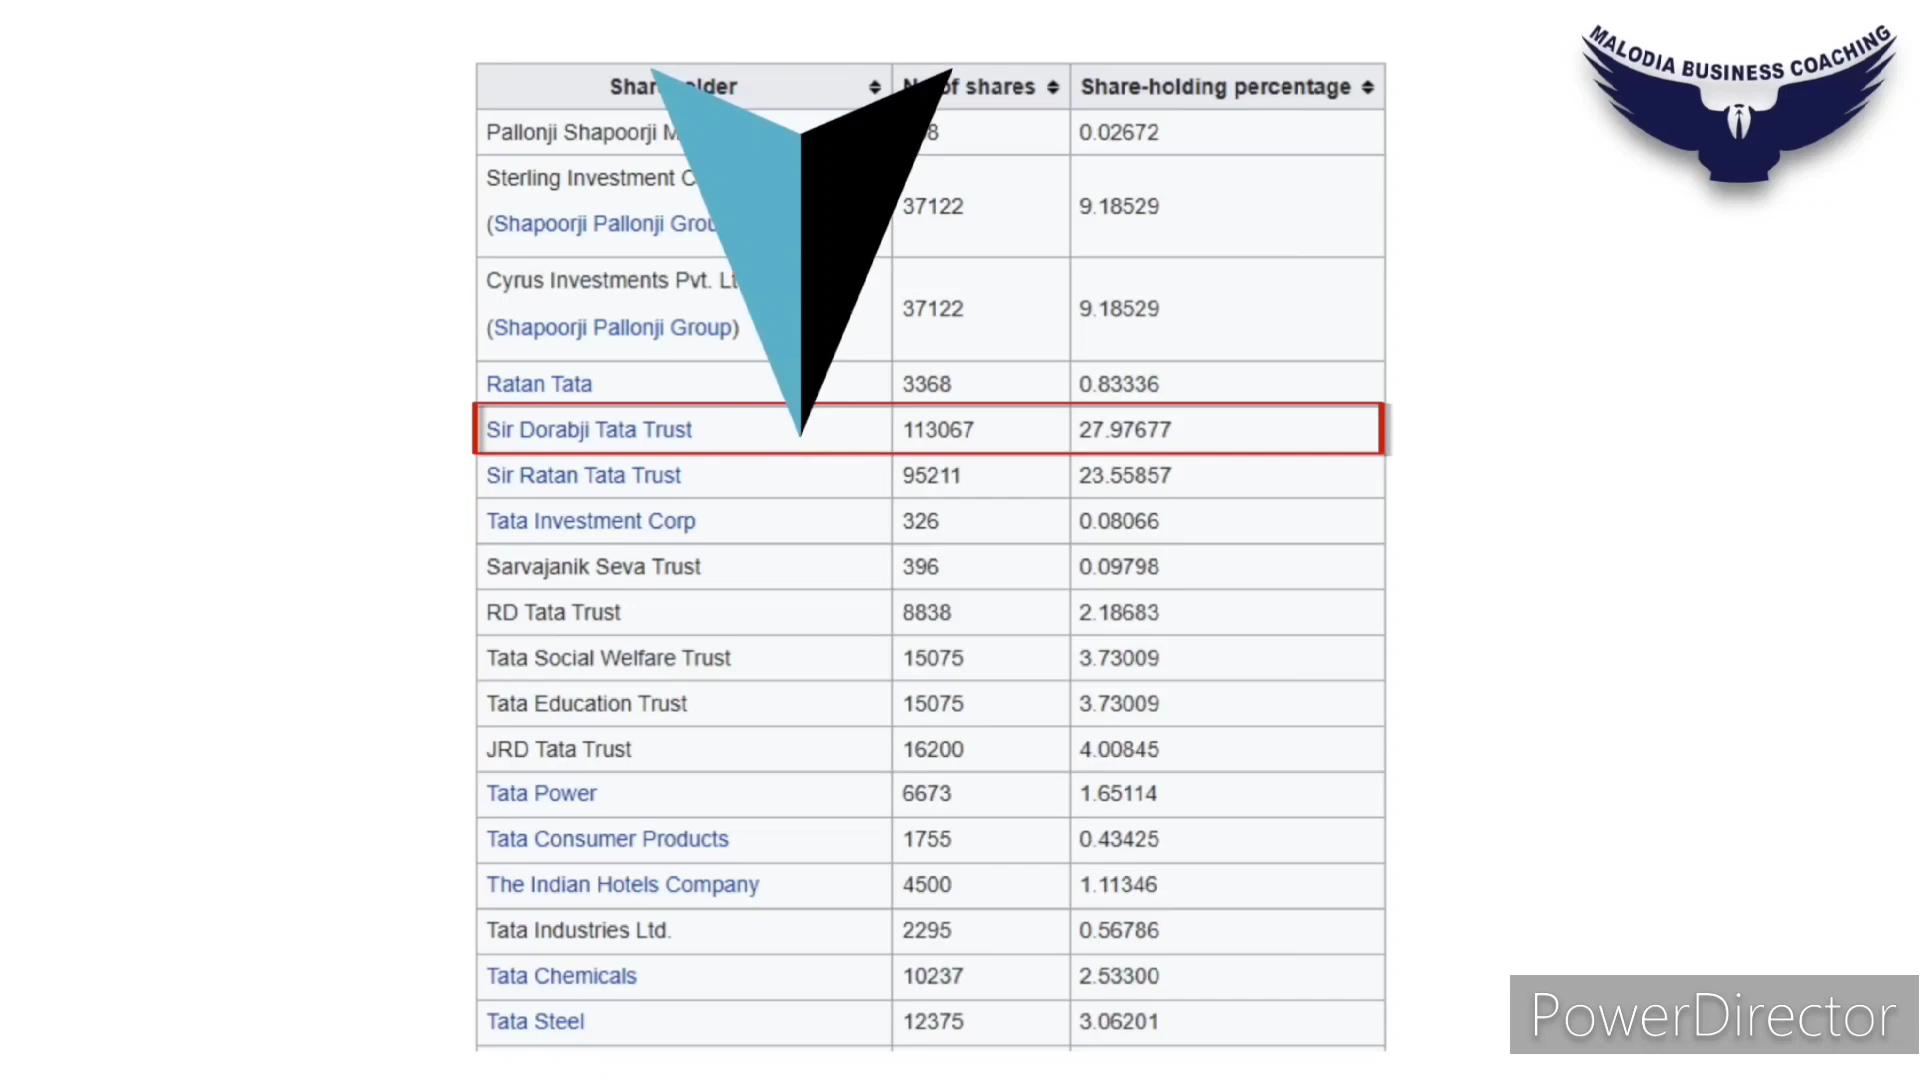 MALODIA BUSINESS COACHING
Share-holding percentage
of shares
Pallonji Shapoorji
0.02672
Sterling Investment
(Shapoorji Pallonji
37122
9.18529
Cyrus Investments Pvt.
(Shapoorji Pallonji Group)
37122
9.18529
Ratan Tata
3368
0.83336
Sir Dorabji Tata Trust
113067
27.97677
Sir Ratan Tata Trust
95211
23.55857
Tata Investment Corp
326
0.08066
Sarvajanik Seva Trust
396
0.09798
RD Tata Trust
8838
2.18683
Tata Social Welfare Trust
15075
3.73009
Tata Education Trust
15075
3.73009
JRD Tata Trust
16200
4.00845
Tata Power
6673
1.65114
Tata Consumer Products
1755
0.43425
The Indian Hotels Company
4500
1.11346
Tata Industries Ltd.
2295
0.56786
Tata Chemicals
10237
2.53300
Tata Steel
12375
3.06201
PowerDirector